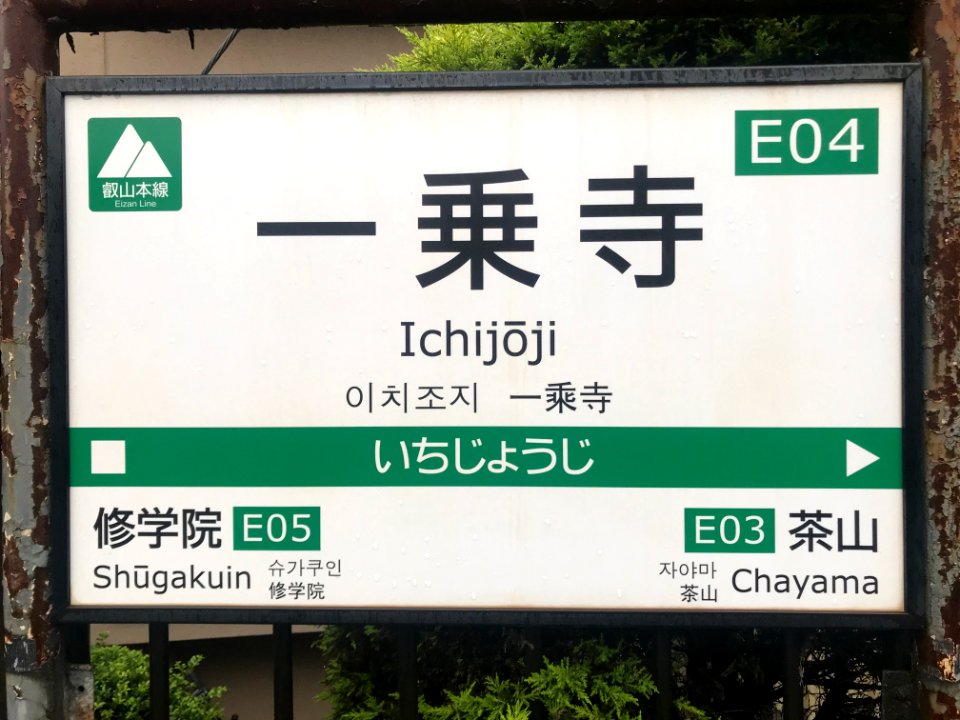 叡山本線
Eizan Line
E04
一乗寺
Ichijōji
이치조지 一乘寺
いちじょうじ
修学院 E05
Shūgakuin 슈가쿠인
修学院
E03 茶山
자야마 Chayama
茶山